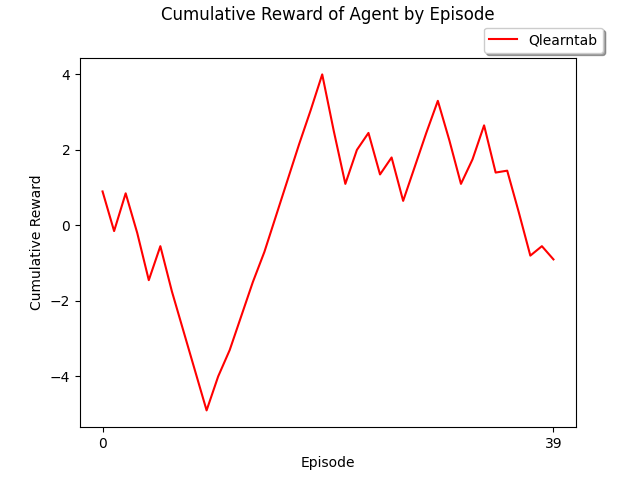 Cumulative Reward of Agent by Episode
Qlearntab
4
2
0
−2
−4
Cumulative Reward
0
39
Episode